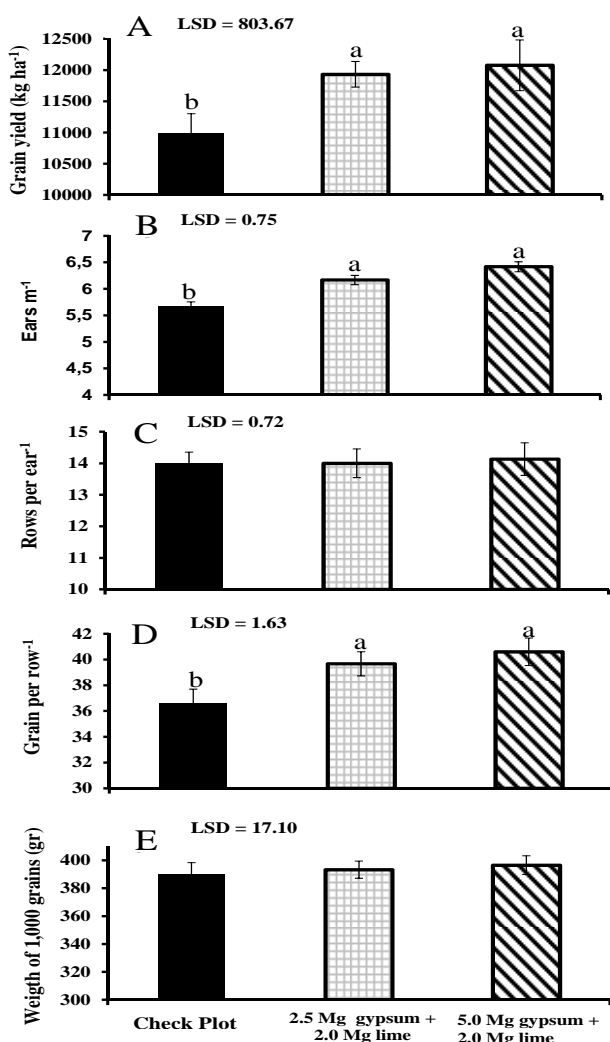 A LSD = 803.67
Grain yield (kg ha-1)
12500
12000
11500
11000
10500
10000
b
a
a
B LSD = 0.75
Ears m-1
7
6,5
6
5,5
5
4,5
4
b
a
a
C LSD = 0.72
Rows per ear-1
15
14
13
12
11
10
D LSD = 1.63
Grain per row-1
42
40
38
36
34
32
30
b
a
a
E LSD = 17.10
Weigth of 1,000 grains (gr)
400
380
360
340
320
300
Check Plot
2.5 Mg gypsum +
2.0 Mg lime
5.0 Mg gypsum +
2.0 Mg lime